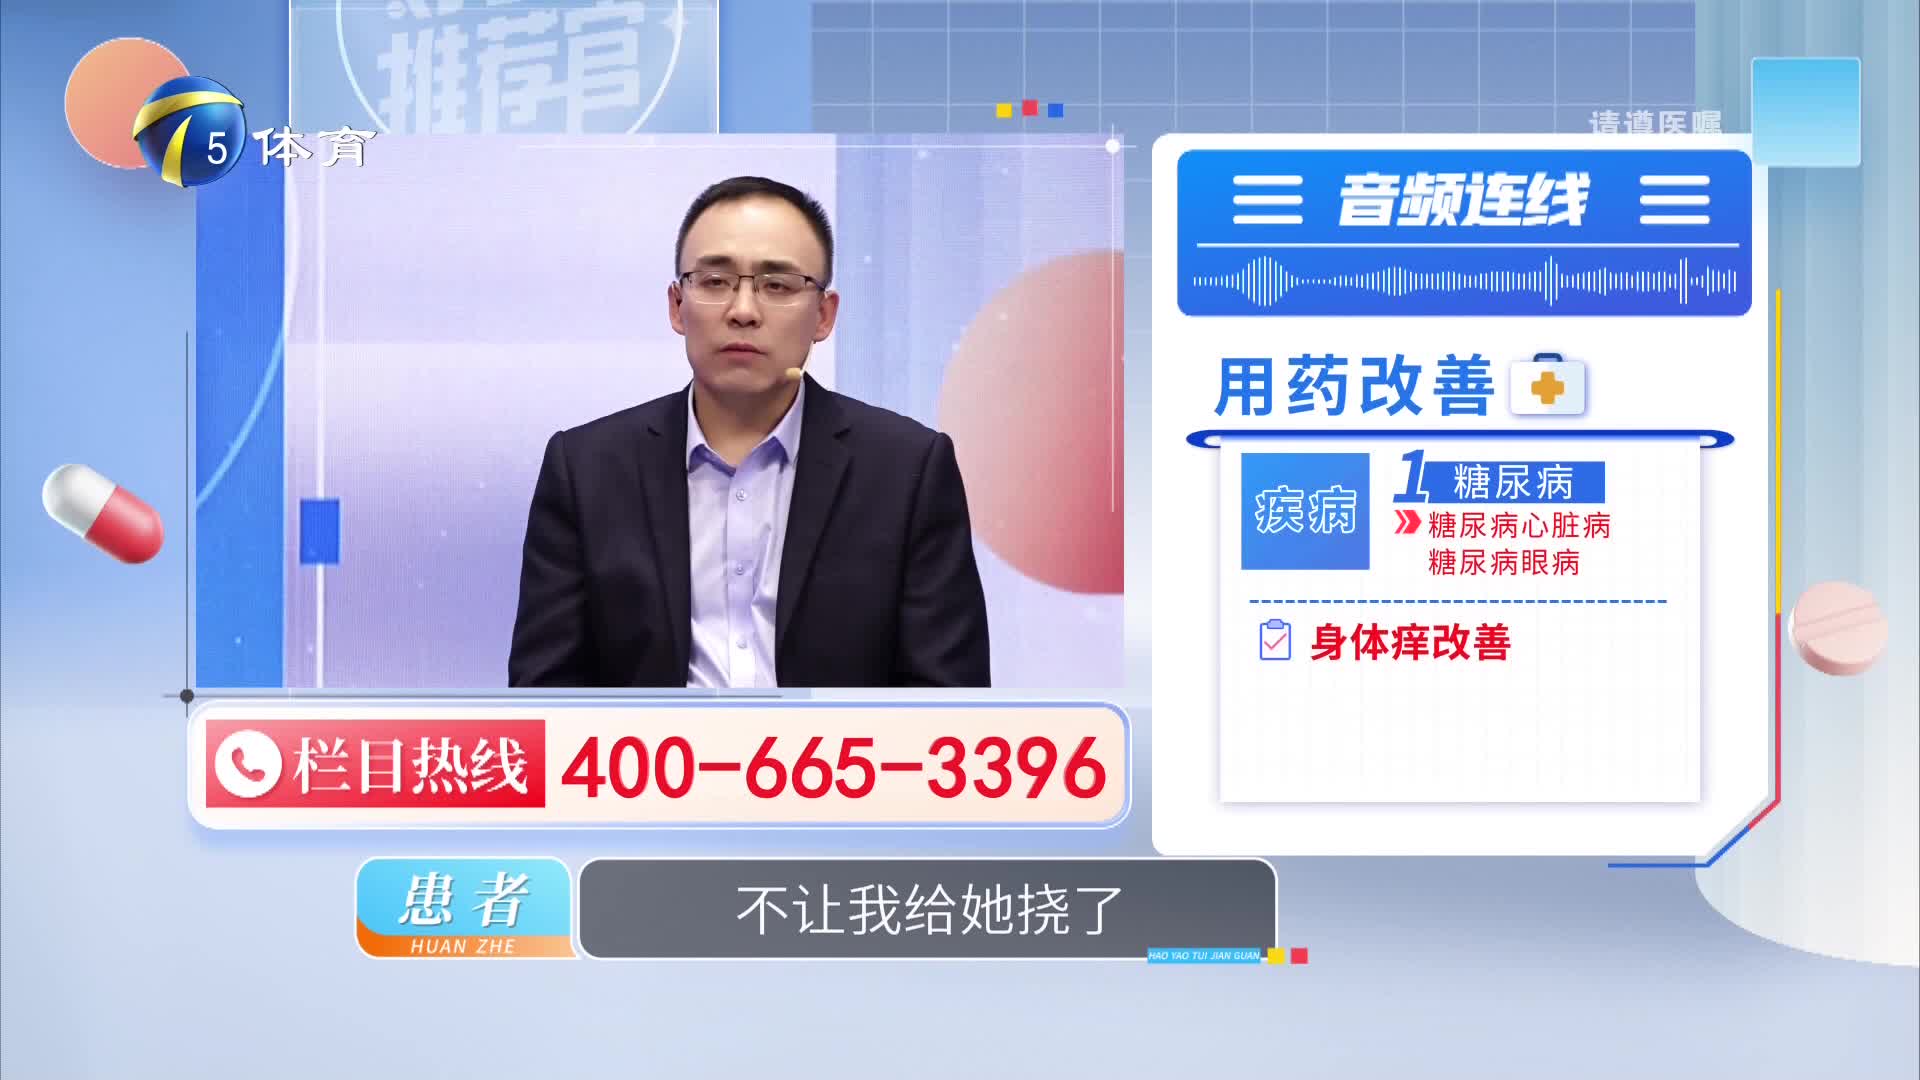 推荐官
5 体育
请遵医嘱
音频连线
用药改善
疾病
1 糖尿病
糖尿病心脏病
糖尿病眼病
身体痒改善
栏目热线 400-665-3396
患者
HUAN ZHE
不让我给她挠了
HAO YAO TUI JIAN GUAN